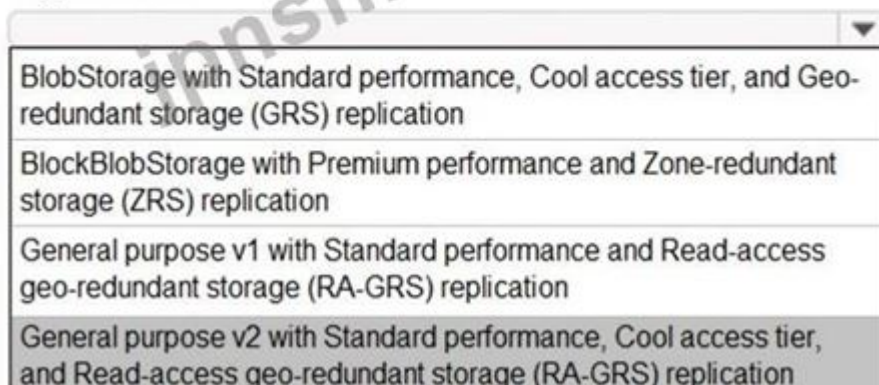 jpnsh
BlobStorage with Standard performance, Cool access tier, and Geo-
redundant storage (GRS) replication
BlockBlobStorage with Premium performance and Zone-redundant
storage (ZRS) replication
General purpose v1 with Standard performance and Read-access
geo-redundant storage (RA-GRS) replication
General purpose v2 with Standard performance, Cool access tier,
and Read-access geo-redundant storage (RA-GRS) replication